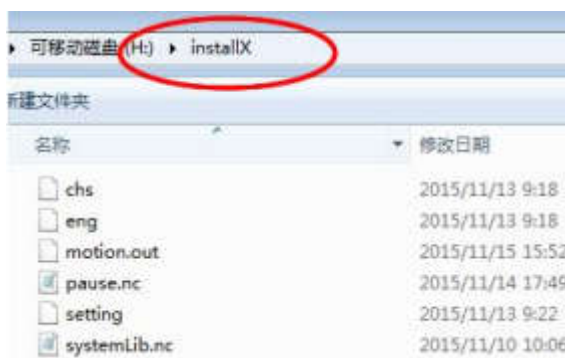 可移动磁盘 (H:) ▸ installX
新建文件夹
名称 修改日期
chs 2015/11/13 9:18
eng 2015/11/13 9:18
motion.out 2015/11/15 15:52
pause.nc 2015/11/14 17:49
setting 2015/11/13 9:22
systemLib.nc 2015/11/10 10:06